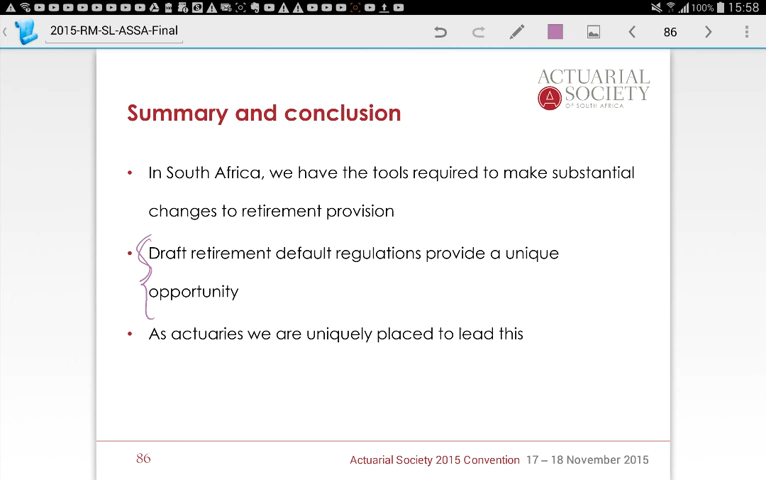 100% 15:58
2015-RM-SL-ASSA-Final
86
ACTUARIAL
SOCIETY
OF SOUTH AFRICA
Summary and conclusion
• In South Africa, we have the tools required to make substantial
changes to retirement provision
• Draft retirement default regulations provide a unique
opportunity
• As actuaries we are uniquely placed to lead this
86
Actuarial Society 2015 Convention 17 – 18 November 2015